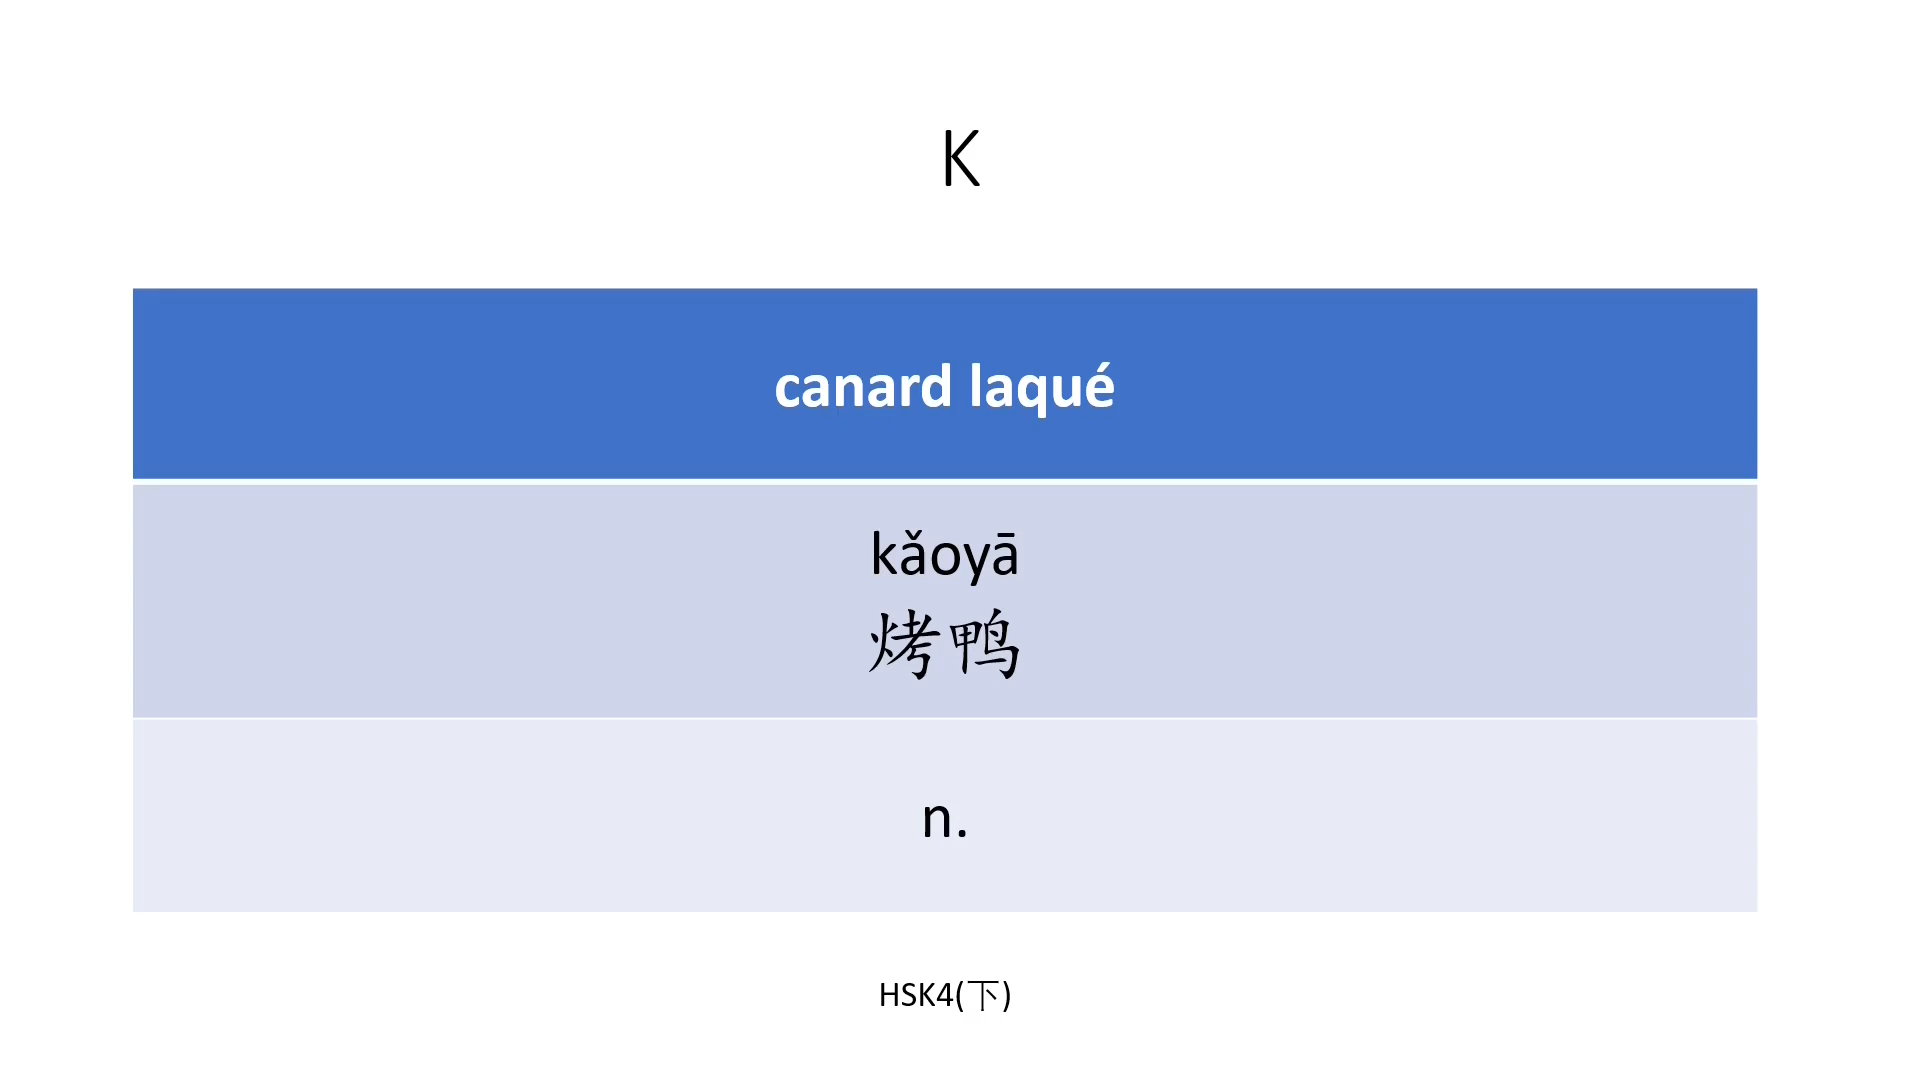 K
canard laqué
kǎoyā
烤鸭
n.
HSK4(下)